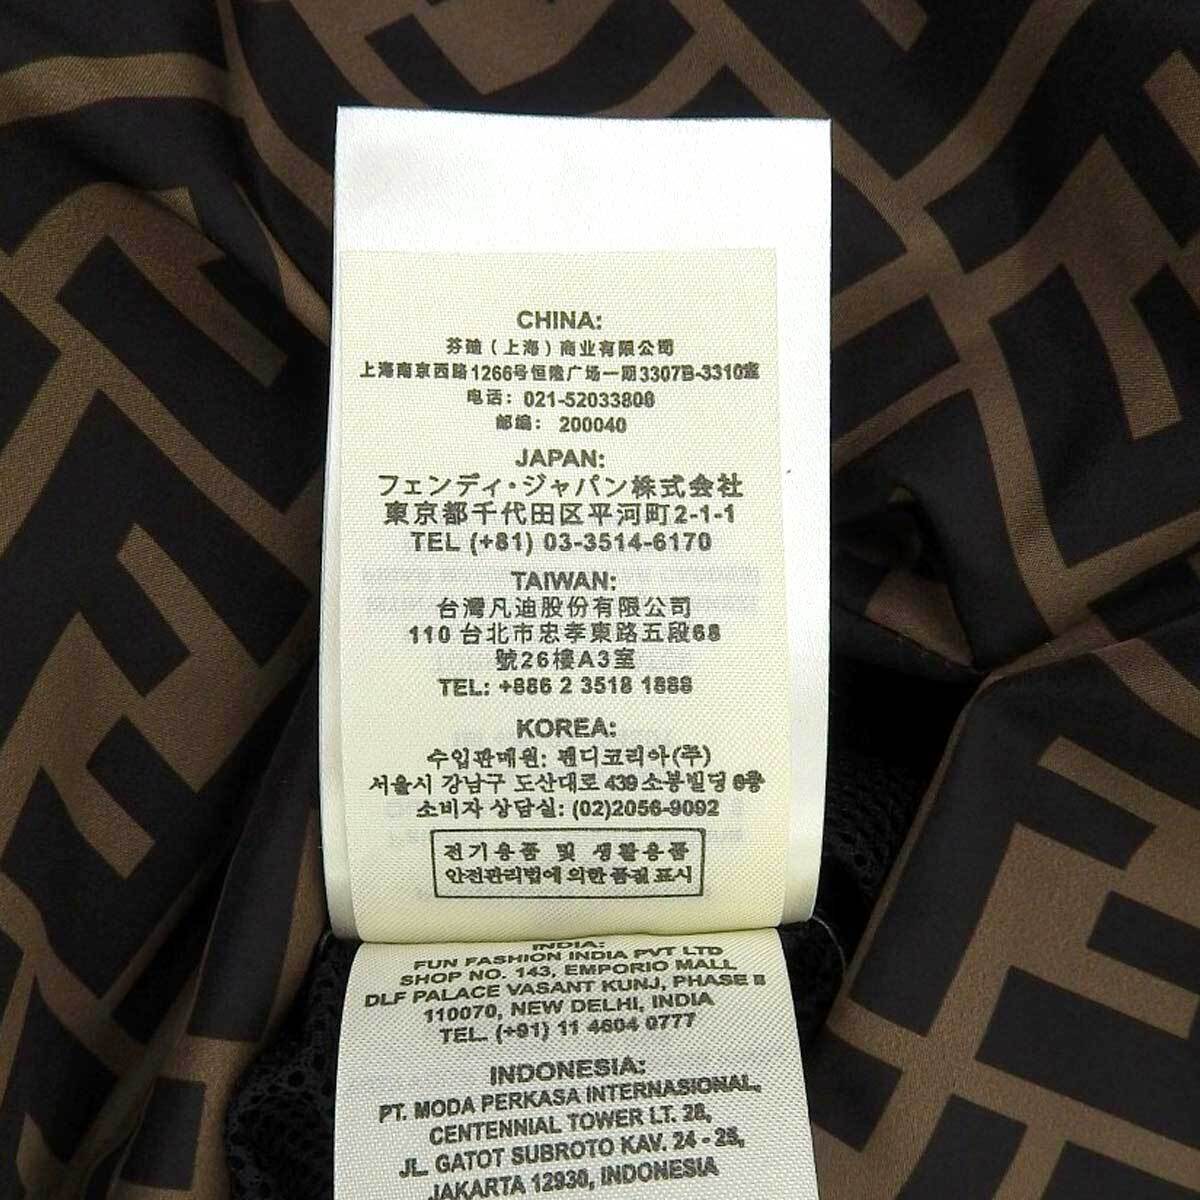 CHINA:
芬迪（上海）商业有限公司
上海南京西路1266号恒隆广场一期3307B-3310室
电话：021-52033808
邮编：200040
JAPAN:
フェンディ・ジャパン株式会社
東京都千代田区平河町2-1-1
TEL (+81) 03-3514-6170
TAIWAN:
台灣凡迪股份有限公司
110 台北市忠孝東路五段68
號26樓A3室
TEL: +886 2 3518 1888
KOREA:
수입판매원: 펜디코리아(주)
서울시 강남구 도산대로 439 소봉빌딩
소비자 상담실: (02)2056-9092
전기용품 및 생활용품
안전관리법에 의한 품질 표시
INDIA:
FUN FASHION INDIA PVT LTD
SHOP NO. 143, EMPORIO MALL
DLF PALACE VASANT KUNJ, PHASE II
110070, NEW DELHI, INDIA
TEL. (+91) 11 4604 0777
INDONESIA:
PT. MODA PERKASA INTERNASIONAL,
CENTENNIAL TOWER LT. 28,
JL. GATOT SUBROTO KAV. 24 - 25,
JAKARTA 12930, INDONESIA